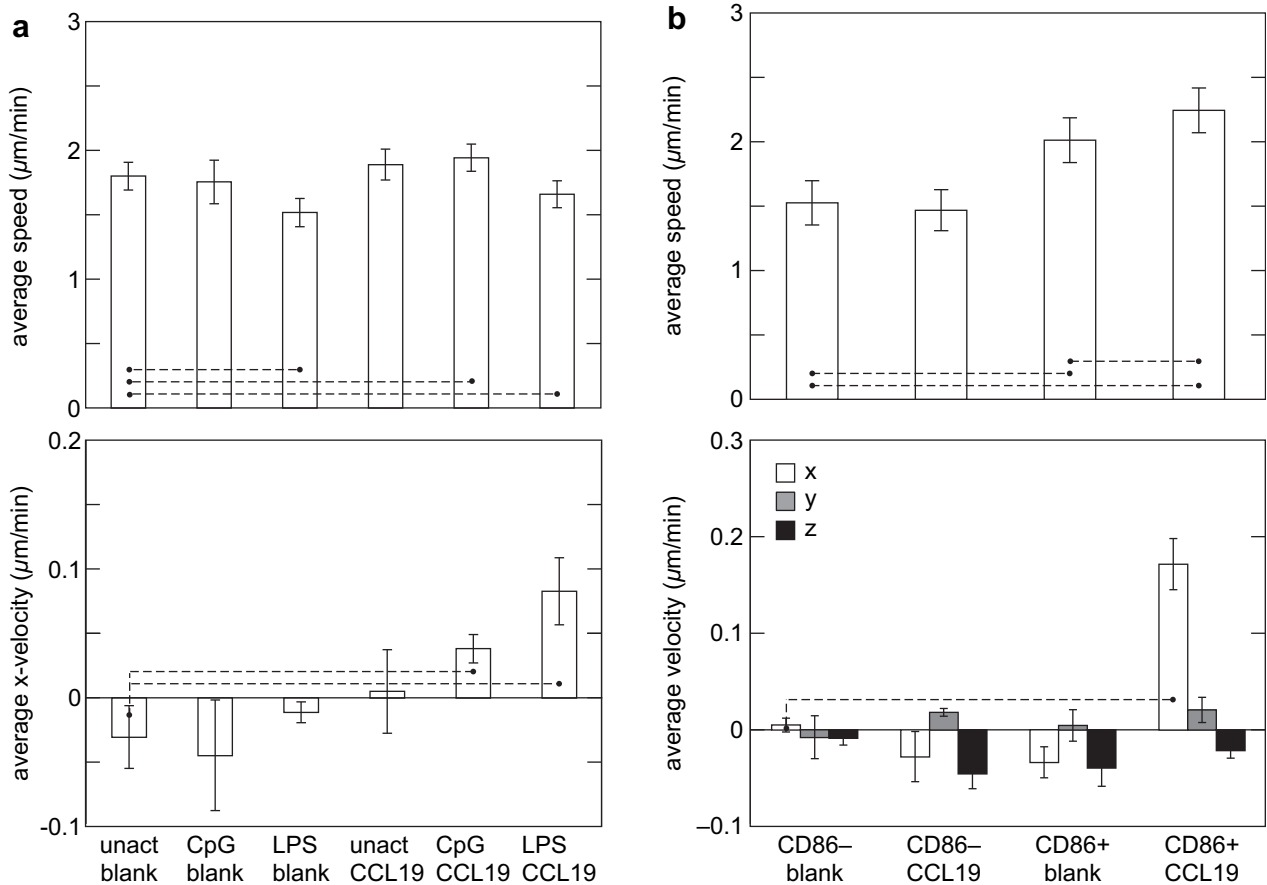 a
average speed (µm/min)
3
2
1
0
average x-velocity (µm/min)
0.2
0.1
0
-0.1
unact CpG LPS unact CpG LPS
blank blank blank CCL19 CCL19 CCL19
b
average speed (µm/min)
3
2
1
0
average velocity (µm/min)
0.3
0.2
0.1
0
–0.1
x
y
z
CD86– CD86– CD86+ CD86+
blank CCL19 blank CCL19